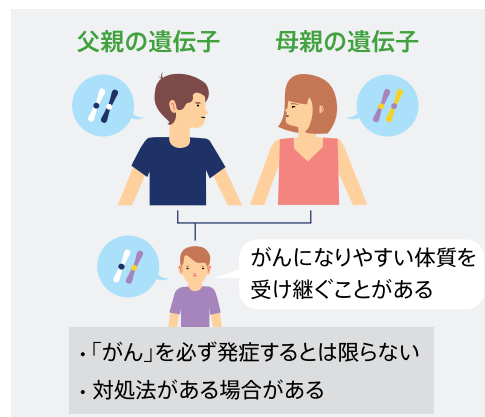 父親の遺伝子
母親の遺伝子
がんになりやすい体質を
受け継ぐことがある
・「がん」を必ず発症するとは限らない
・対処法がある場合がある